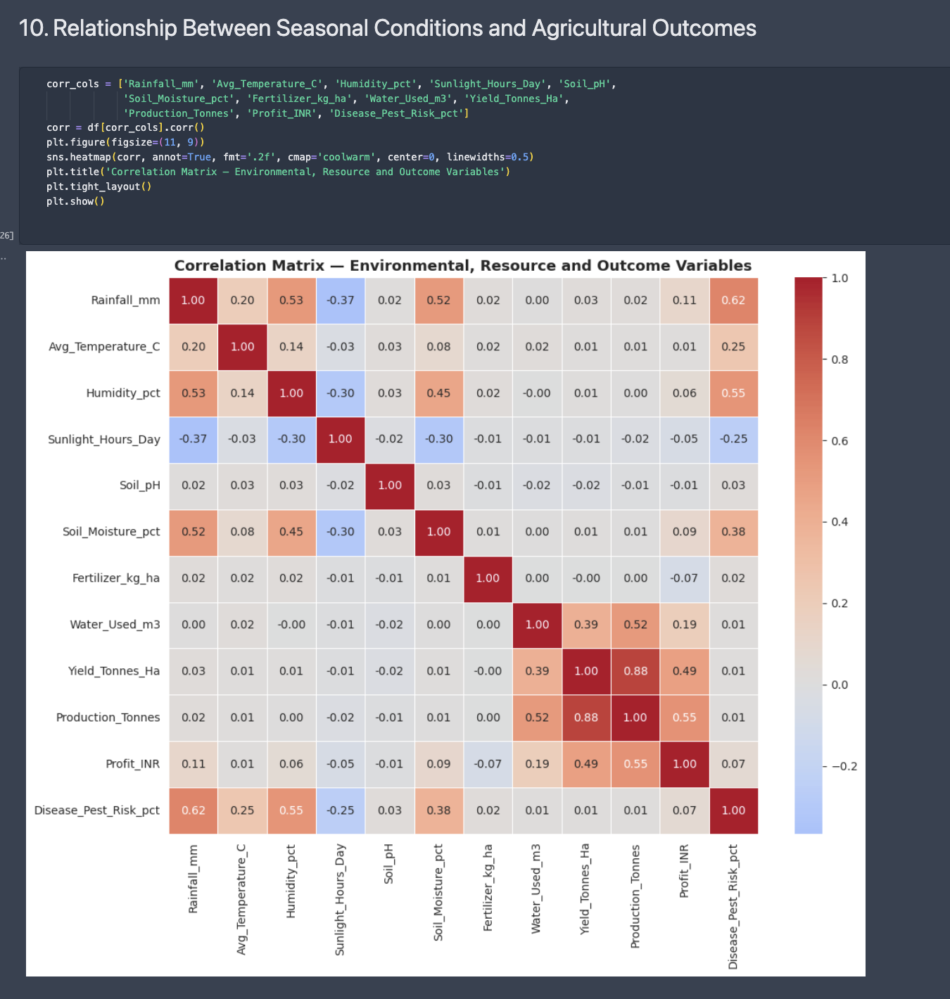 10. Relationship Between Seasonal Conditions and Agricultural Outcomes
corr_cols = ['Rainfall_mm', 'Avg_Temperature_C', 'Humidity_pct', 'Sunlight_Hours_Day', 'Soil_pH',
'Soil_Moisture_pct', 'Fertilizer_kg_ha', 'Water_Used_m3', 'Yield_Tonnes_Ha',
'Production_Tonnes', 'Profit_INR', 'Disease_Pest_Risk_pct']
corr = df[corr_cols].corr()
plt.figure(figsize=(11, 9))
sns.heatmap(corr, annot=True, fmt='.2f', cmap='coolwarm', center=0, linewidths=0.5)
plt.title('Correlation Matrix — Environmental, Resource and Outcome Variables')
plt.tight_layout()
plt.show()
26]
..
Correlation Matrix — Environmental, Resource and Outcome Variables
Rainfall_mm 1.00 0.20 0.53 -0.37 0.02 0.52 0.02 0.00 0.03 0.02 0.11 0.62
Avg_Temperature_C 0.20 1.00 0.14 -0.03 0.03 0.08 0.02 0.02 0.01 0.01 0.01 0.25
Humidity_pct 0.53 0.14 1.00 -0.30 0.03 0.45 0.02 -0.00 0.01 0.00 0.06 0.55
Sunlight_Hours_Day -0.37 -0.03 -0.30 1.00 -0.02 -0.30 -0.01 -0.01 -0.01 -0.02 -0.05 -0.25
Soil_pH 0.02 0.03 0.03 -0.02 1.00 0.03 -0.01 -0.02 -0.02 -0.01 -0.01 0.03
Soil_Moisture_pct 0.52 0.08 0.45 -0.30 0.03 1.00 0.01 0.00 0.01 0.01 0.09 0.38
Fertilizer_kg_ha 0.02 0.02 0.02 -0.01 -0.01 0.01 1.00 0.00 -0.00 0.00 -0.07 0.02
Water_Used_m3 0.00 0.02 -0.00 -0.01 -0.02 0.00 0.00 1.00 0.39 0.52 0.19 0.01
Yield_Tonnes_Ha 0.03 0.01 0.01 -0.01 -0.02 0.01 -0.00 0.39 1.00 0.88 0.49 0.01
Production_Tonnes 0.02 0.01 0.00 -0.02 -0.01 0.01 0.00 0.52 0.88 1.00 0.55 0.01
Profit_INR 0.11 0.01 0.06 -0.05 -0.01 0.09 -0.07 0.19 0.49 0.55 1.00 0.07
Disease_Pest_Risk_pct 0.62 0.25 0.55 -0.25 0.03 0.38 0.02 0.01 0.01 0.01 0.07 1.00
Rainfall_mm
Avg_Temperature_C
Humidity_pct
Sunlight_Hours_Day
Soil_pH
Soil_Moisture_pct
Fertilizer_kg_ha
Water_Used_m3
Yield_Tonnes_Ha
Production_Tonnes
Profit_INR
Disease_Pest_Risk_pct
1.0
0.8
0.6
0.4
0.2
0.0
−0.2